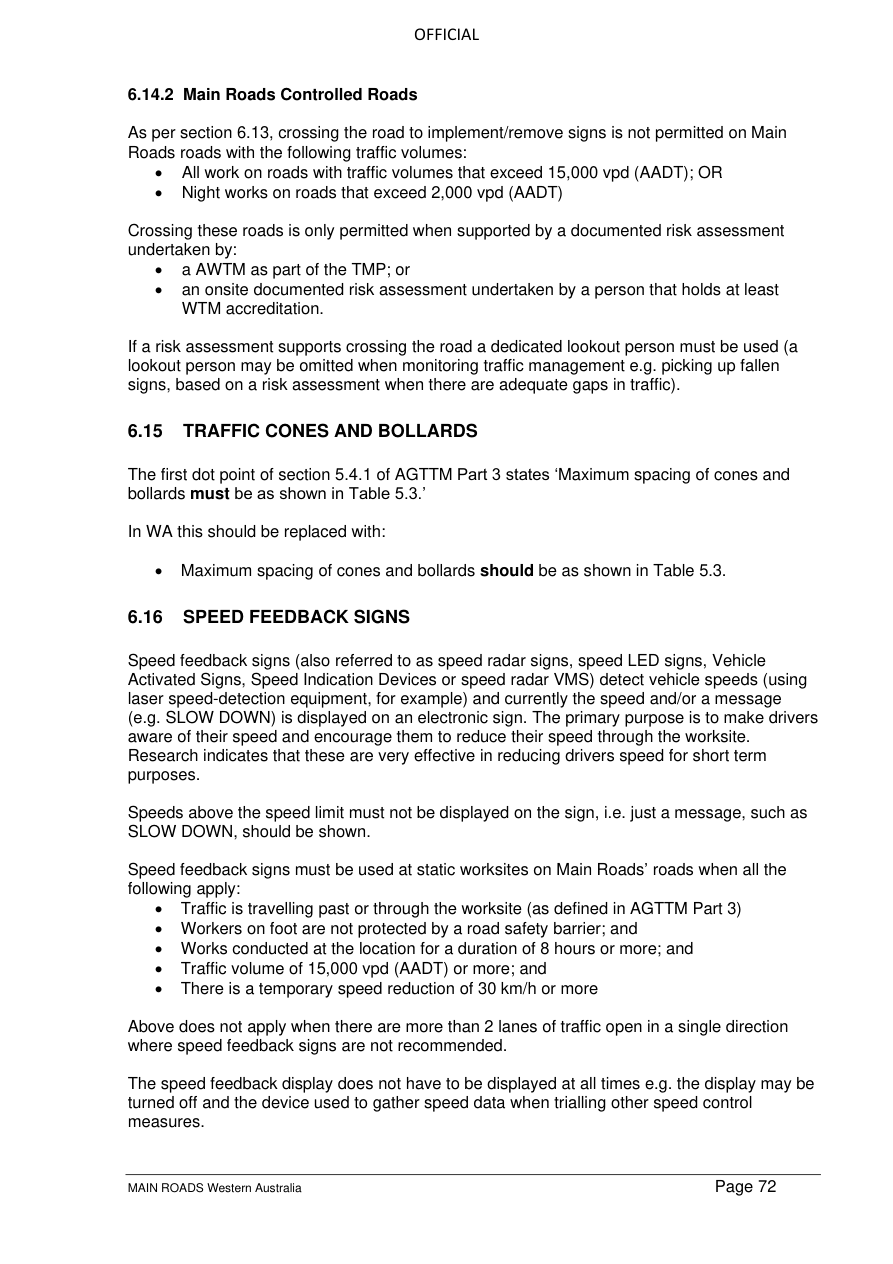 OFFICIAL
6.14.2 Main Roads Controlled Roads
As per section 6.13, crossing the road to implement/remove signs is not permitted on Main
Roads roads with the following traffic volumes:
• All work on roads with traffic volumes that exceed 15,000 vpd (AADT); OR
• Night works on roads that exceed 2,000 vpd (AADT)
Crossing these roads is only permitted when supported by a documented risk assessment
undertaken by:
• a AWTM as part of the TMP; or
• an onsite documented risk assessment undertaken by a person that holds at least
WTM accreditation.
If a risk assessment supports crossing the road a dedicated lookout person must be used (a
lookout person may be omitted when monitoring traffic management e.g. picking up fallen
signs, based on a risk assessment when there are adequate gaps in traffic).
6.15 TRAFFIC CONES AND BOLLARDS
The first dot point of section 5.4.1 of AGTTM Part 3 states ‘Maximum spacing of cones and
bollards must be as shown in Table 5.3.’
In WA this should be replaced with:
• Maximum spacing of cones and bollards should be as shown in Table 5.3.
6.16 SPEED FEEDBACK SIGNS
Speed feedback signs (also referred to as speed radar signs, speed LED signs, Vehicle
Activated Signs, Speed Indication Devices or speed radar VMS) detect vehicle speeds (using
laser speed-detection equipment, for example) and currently the speed and/or a message
(e.g. SLOW DOWN) is displayed on an electronic sign. The primary purpose is to make drivers
aware of their speed and encourage them to reduce their speed through the worksite.
Research indicates that these are very effective in reducing drivers speed for short term
purposes.
Speeds above the speed limit must not be displayed on the sign, i.e. just a message, such as
SLOW DOWN, should be shown.
Speed feedback signs must be used at static worksites on Main Roads’ roads when all the
following apply:
• Traffic is travelling past or through the worksite (as defined in AGTTM Part 3)
• Workers on foot are not protected by a road safety barrier; and
• Works conducted at the location for a duration of 8 hours or more; and
• Traffic volume of 15,000 vpd (AADT) or more; and
• There is a temporary speed reduction of 30 km/h or more
Above does not apply when there are more than 2 lanes of traffic open in a single direction
where speed feedback signs are not recommended.
The speed feedback display does not have to be displayed at all times e.g. the display may be
turned off and the device used to gather speed data when trialling other speed control
measures.
MAIN ROADS Western Australia Page 72